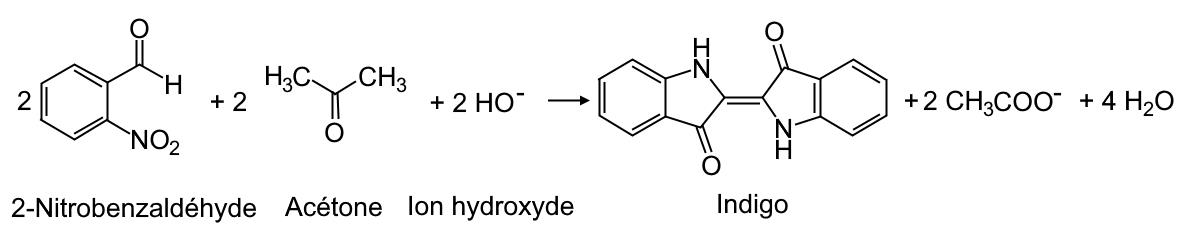 2 O H NO₂ + 2 H₃C CH₃ O + 2 HO⁻ H N O O N H + 2 CH₃COO⁻ + 4 H₂O
2-Nitrobenzaldéhyde Acétone Ion hydroxyde Indigo